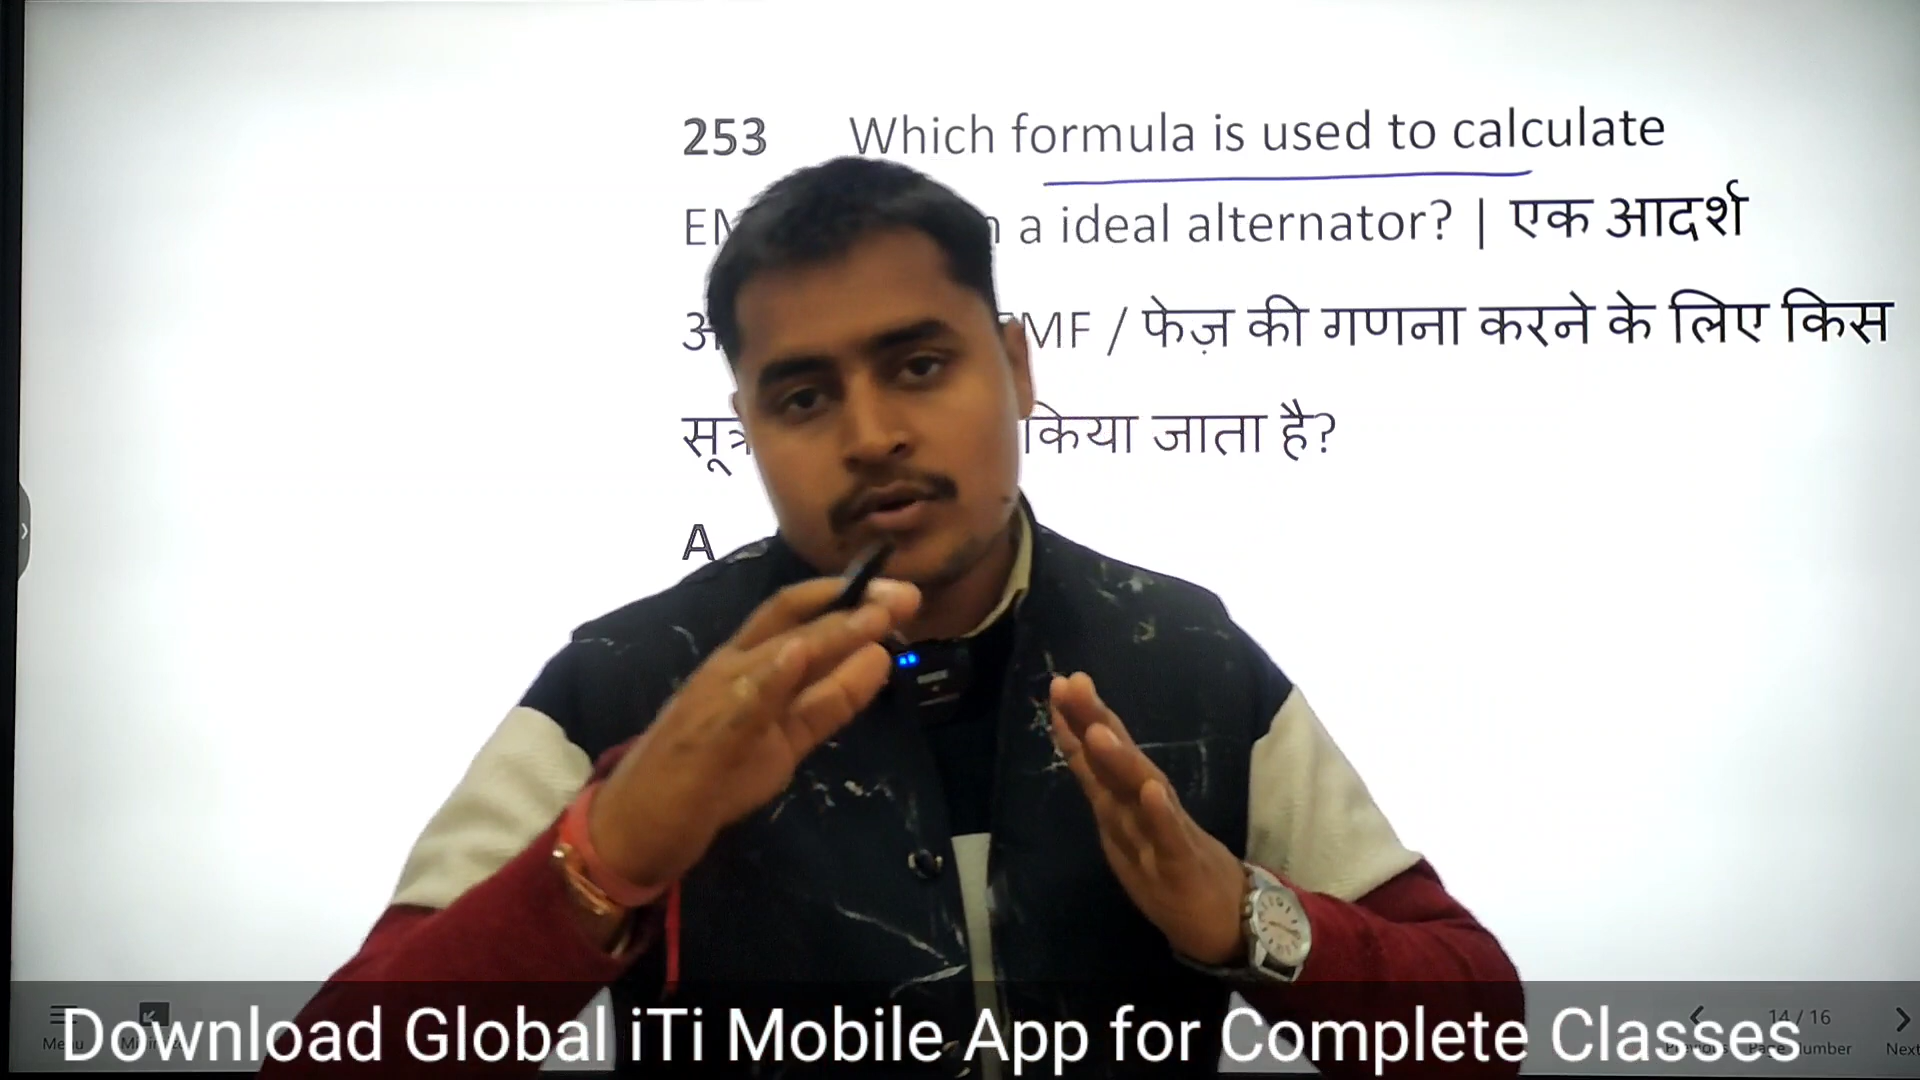 253 Which formula is used to calculate
a ideal alternator? | एक आदर्श
/ फेज़ की गणना करने के लिए किस
किया जाता है?
A
Download Global iTi Mobile App for Complete Classes
14 / 16
Next